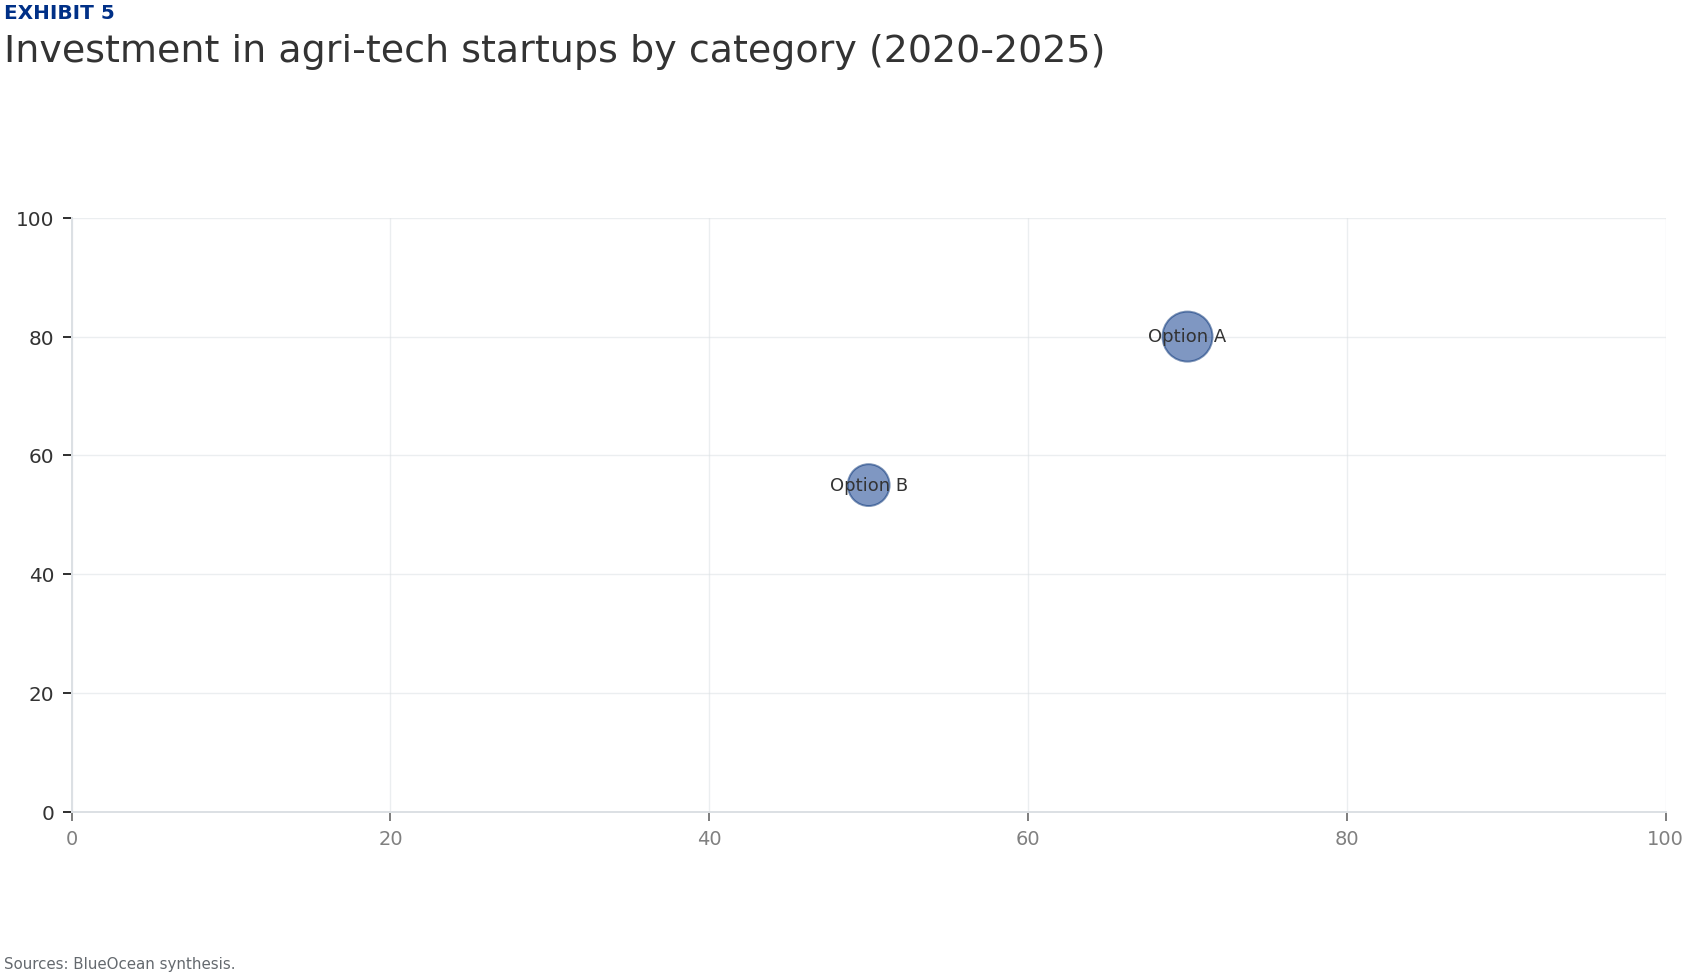 EXHIBIT 5
Investment in agri-tech startups by category (2020-2025)
100
80
60
40
20
0
Option A
Option B
0 20 40 60 80 100
Sources: BlueOcean synthesis.